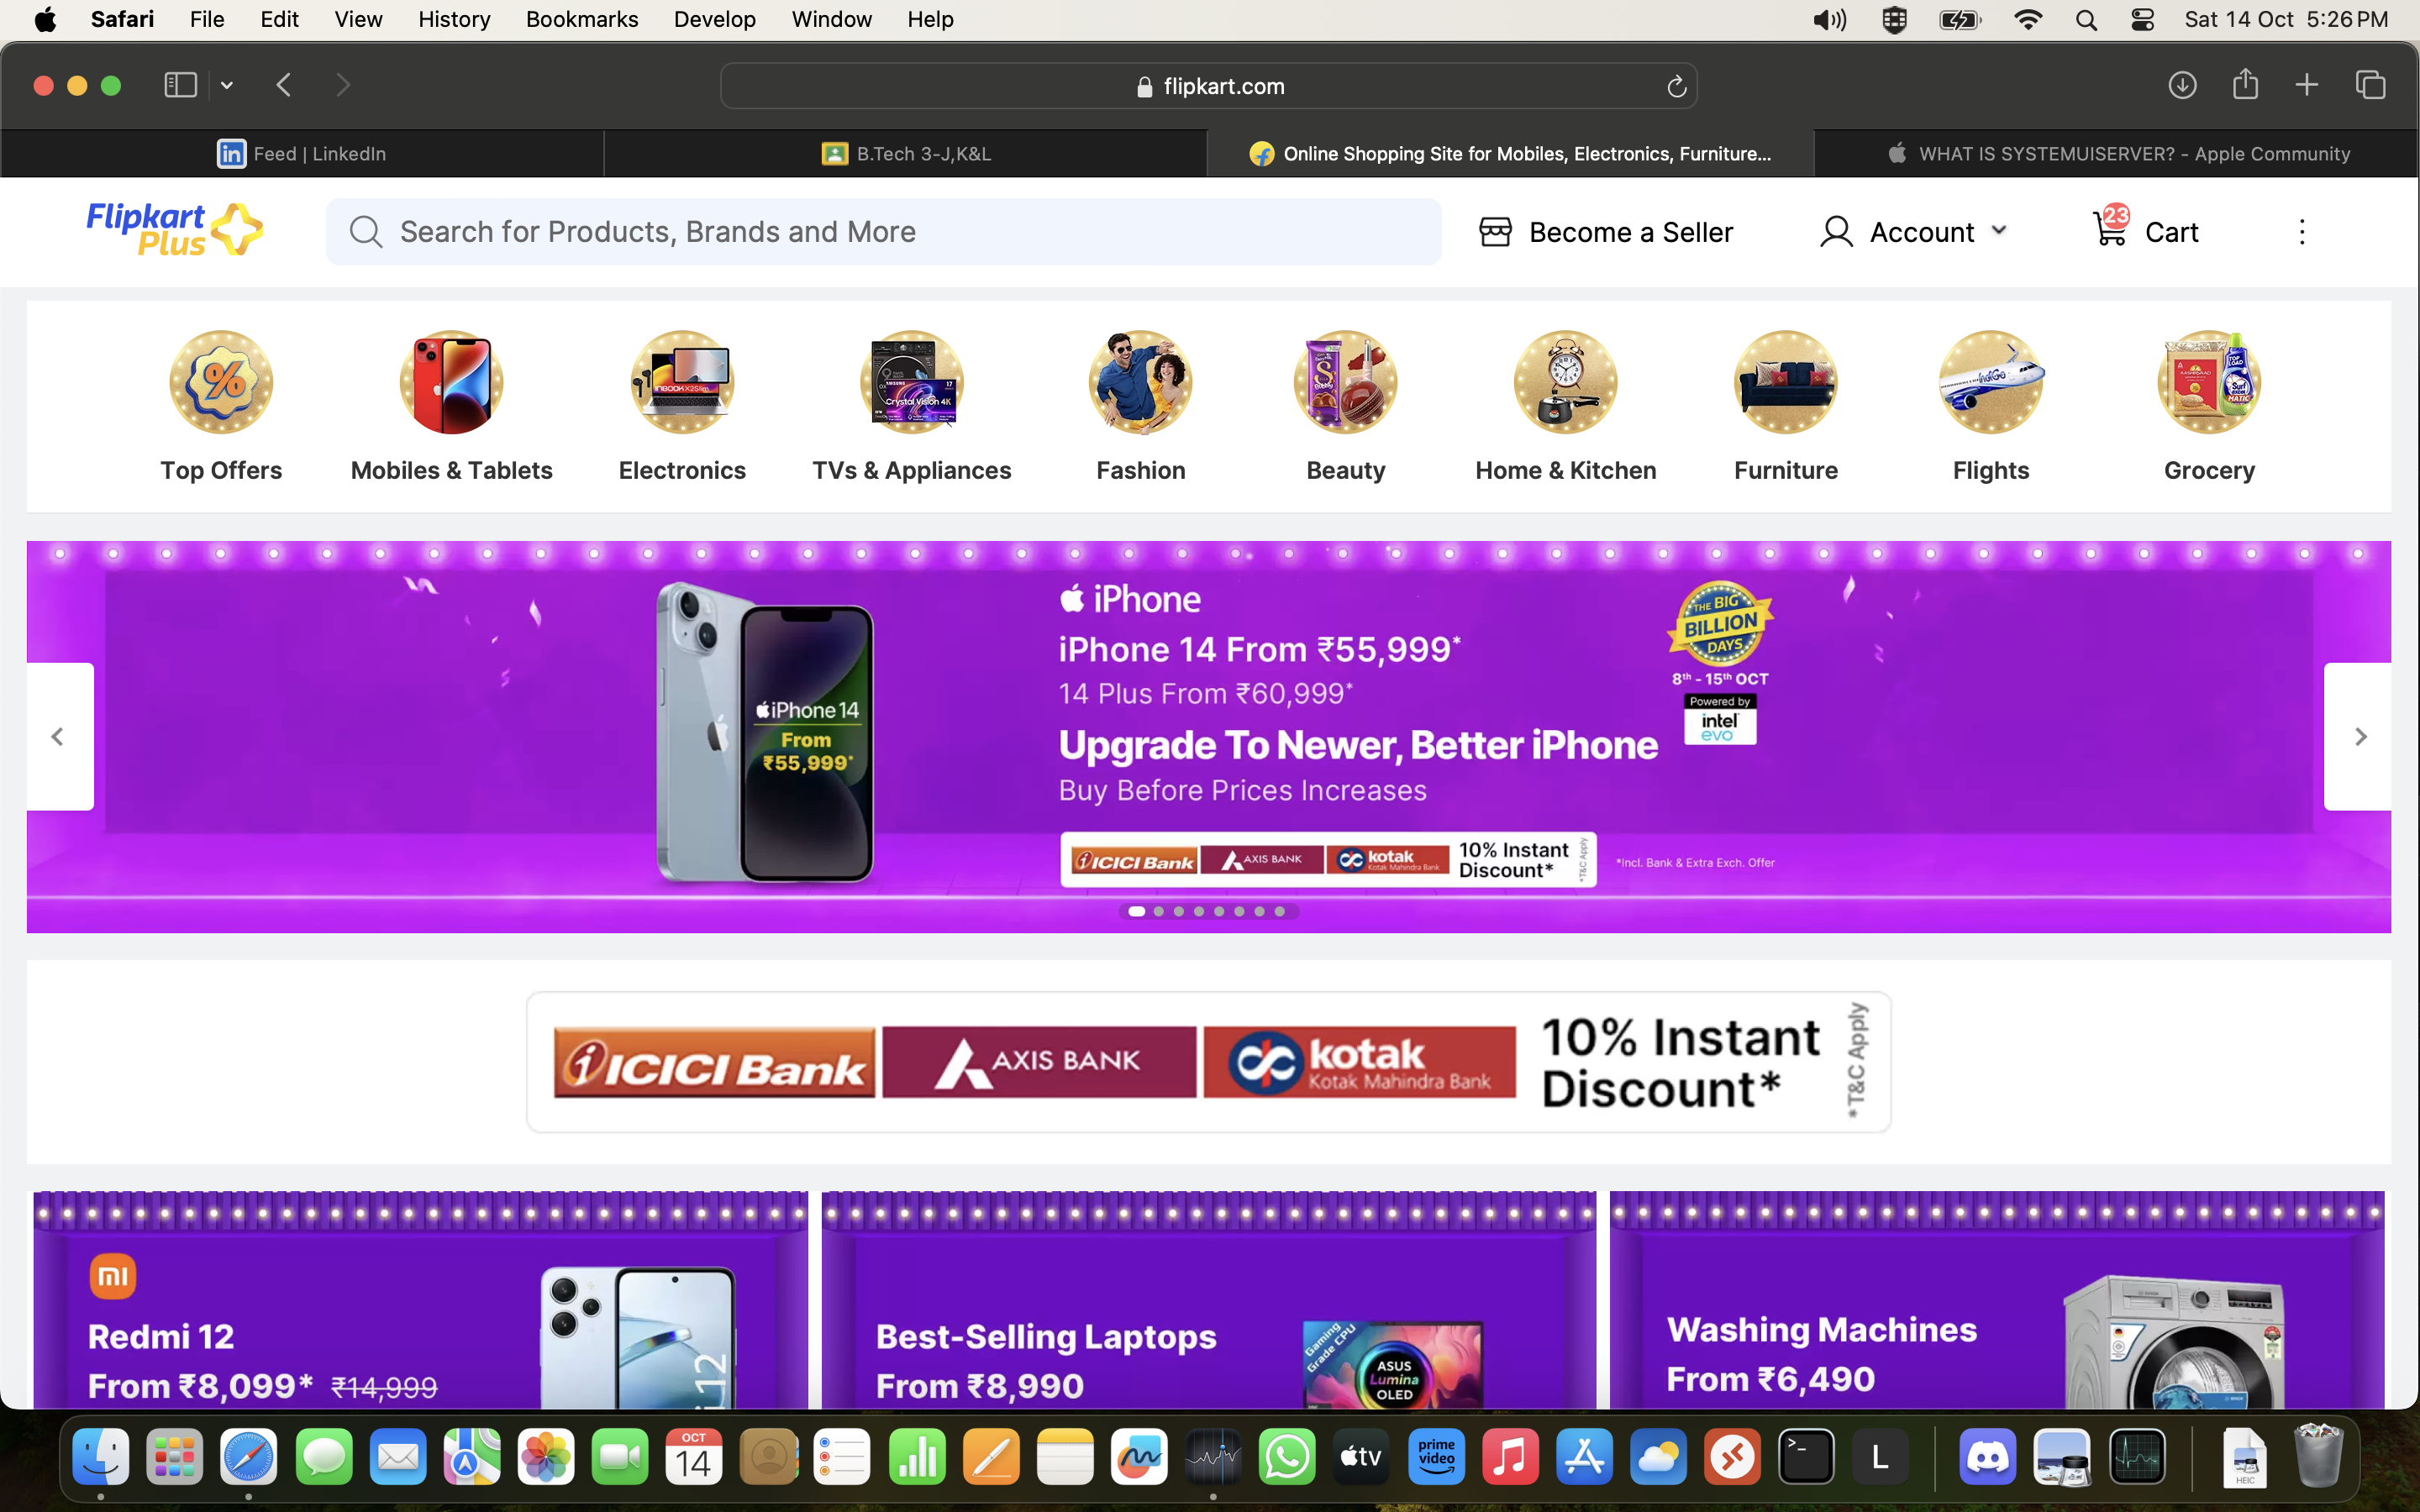 Safari File Edit View History Bookmarks Develop Window Help Sat 14 Oct 5:26 PM
flipkart.com
Feed | LinkedIn
B.Tech 3-J,K&L
Online Shopping Site for Mobiles, Electronics, Furniture...
WHAT IS SYSTEMUISERVER? - Apple Community
Flipkart
Plus
Search for Products, Brands and More
Become a Seller
Account
23
Cart
Top Offers
Mobiles & Tablets
Electronics
TVs & Appliances
Fashion
Beauty
Home & Kitchen
Furniture
Flights
Grocery
iPhone
iPhone 14 From ₹55,999*
14 Plus From ₹60,999*
Upgrade To Newer, Better iPhone
Buy Before Prices Increases
iPhone 14
From
₹55,999*
THE BIG
BILLION
DAYS
8th - 15th OCT
Powered by
intel
evo
ICICI Bank
AXIS BANK
kotak
Kotak Mahindra Bank
10% Instant
Discount*
*T&C Apply
*Incl. Bank & Extra Exch. Offer
ICICI Bank
AXIS BANK
kotak
Kotak Mahindra Bank
10% Instant
Discount*
*T&C Apply
mi
Redmi 12
From ₹8,099* ₹14,999
Best-Selling Laptops
From ₹8,990
Gaming
Grade CPU
ASUS
Lumina
OLED
Washing Machines
From ₹6,490
OCT
14
tv
prime
video
L
HEIC